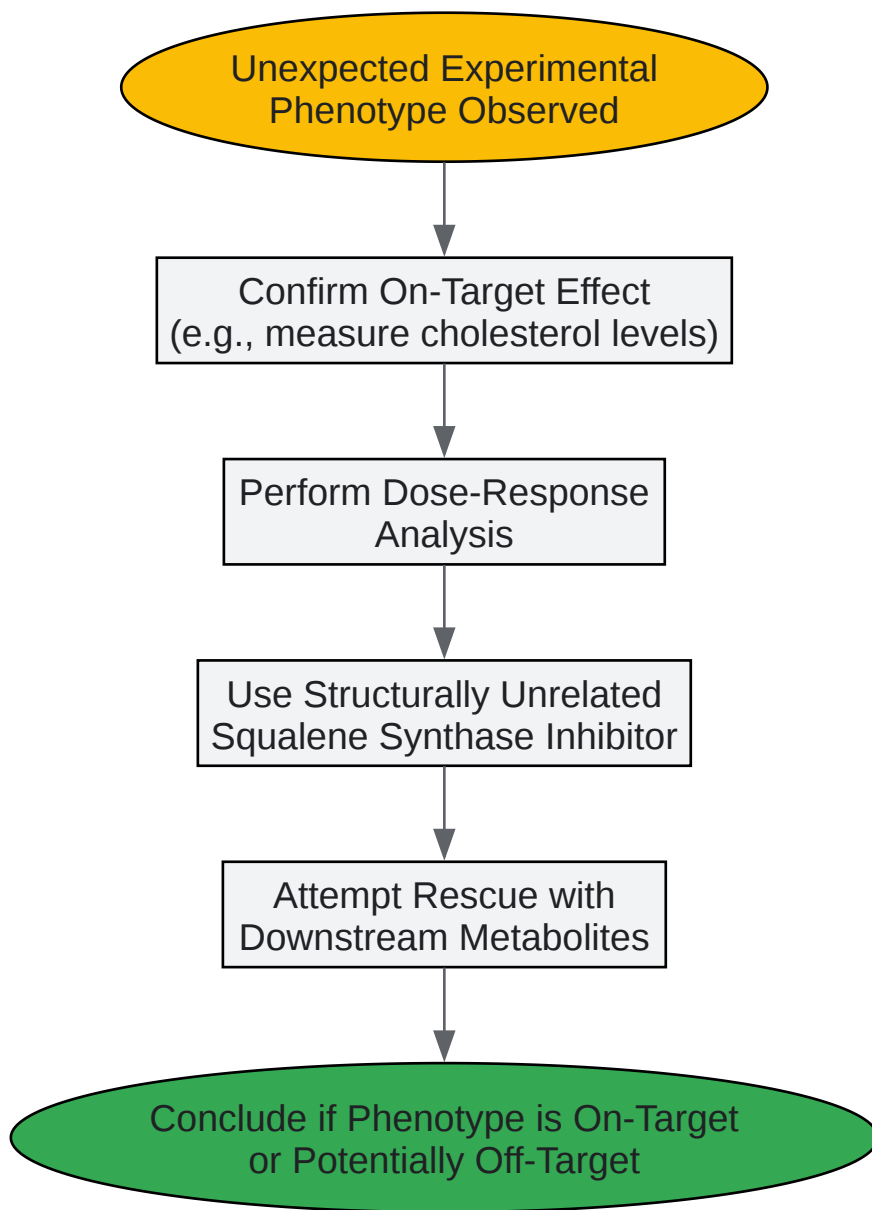 Unexpected Experimental
Phenotype Observed
Confirm On-Target Effect
(e.g., measure cholesterol levels)
Perform Dose-Response
Analysis
Use Structurally Unrelated
Squalene Synthase Inhibitor
Attempt Rescue with
Downstream Metabolites
Conclude if Phenotype is On-Target
or Potentially Off-Target